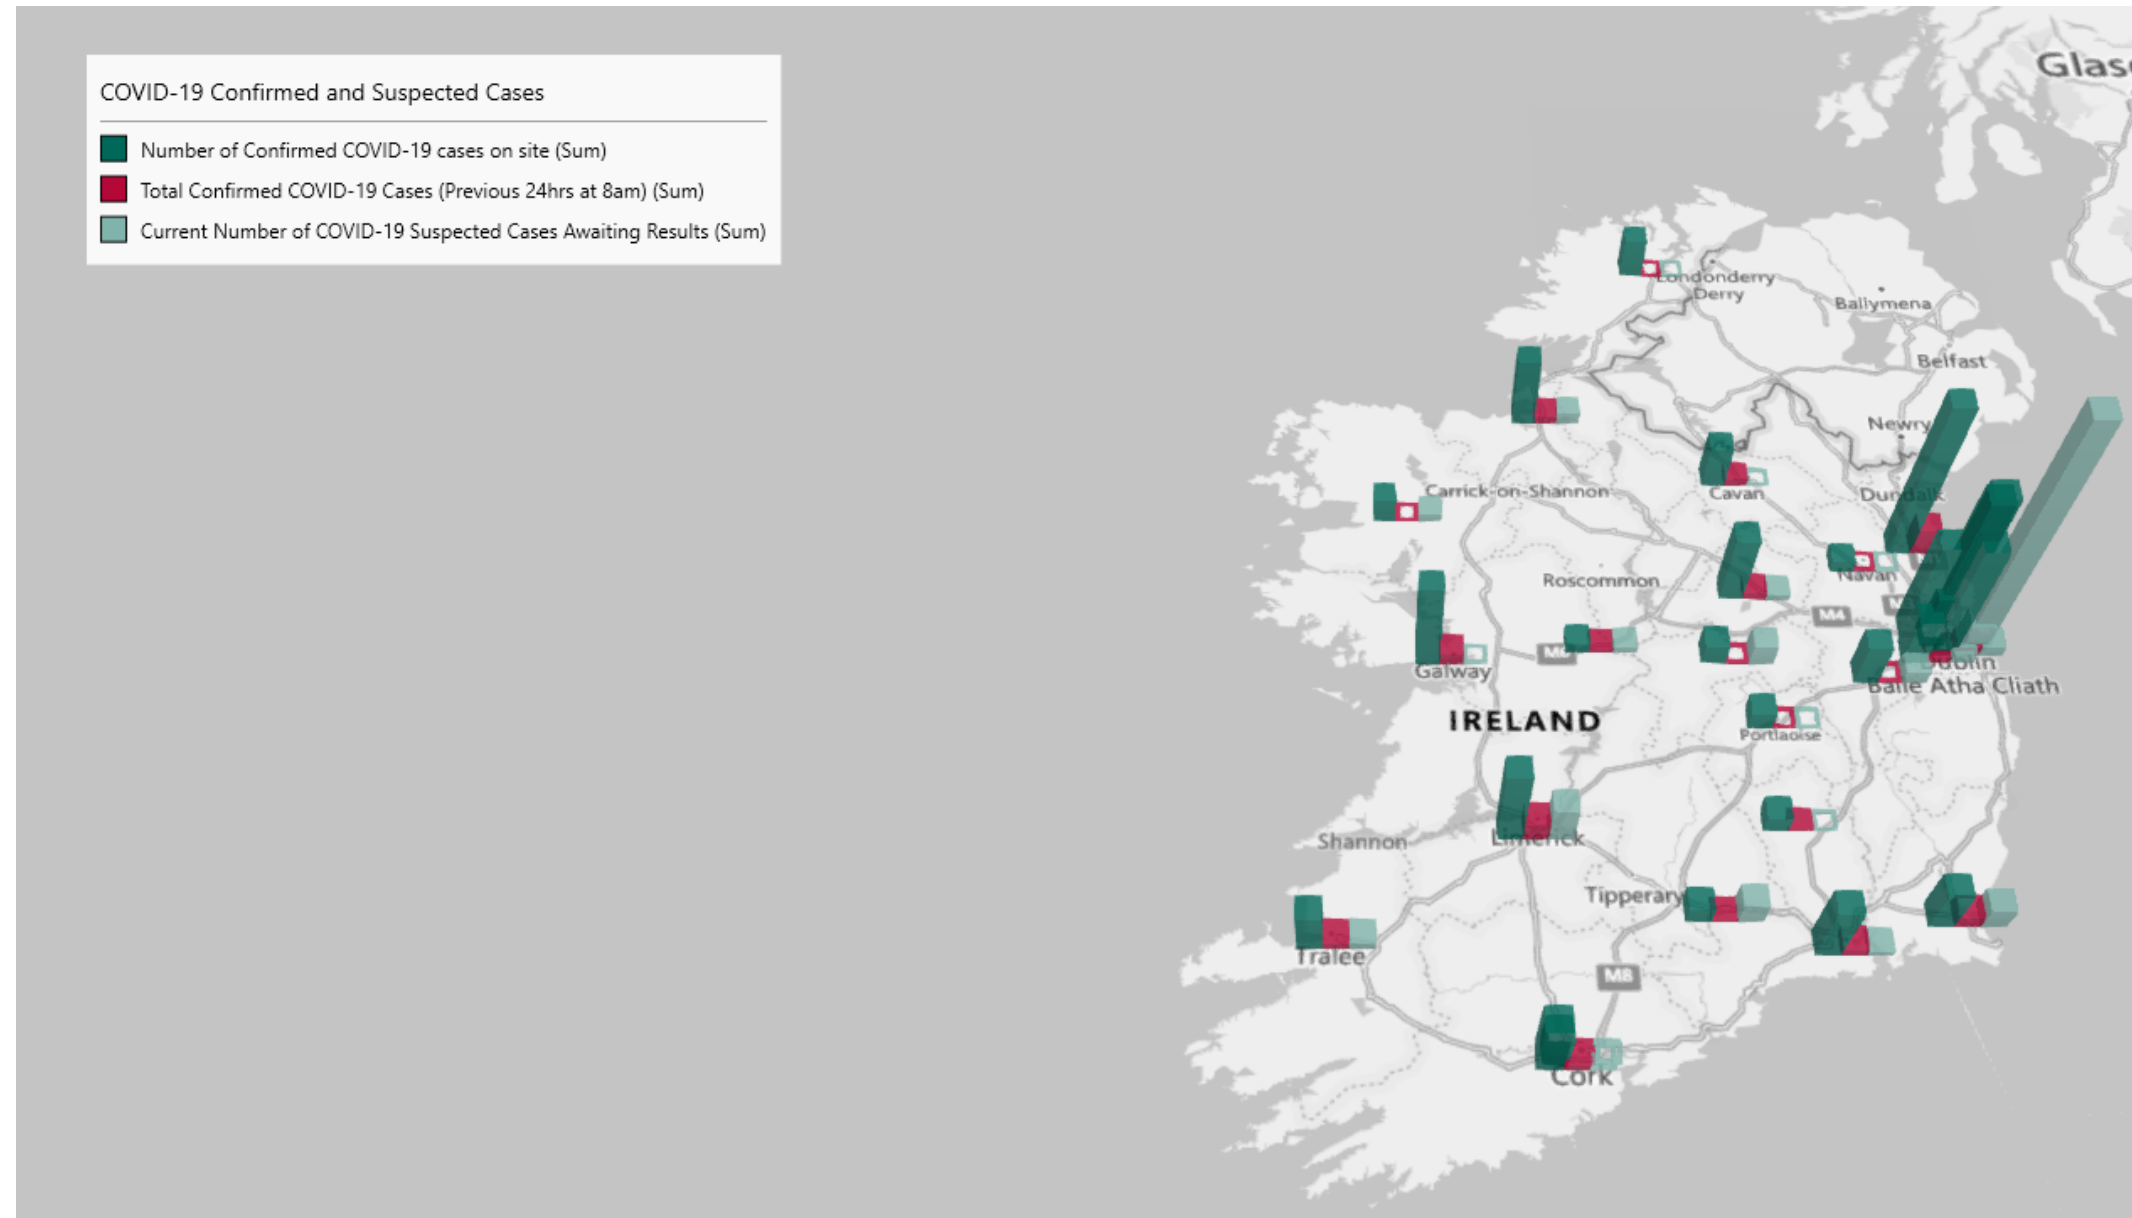 COVID-19 Confirmed and Suspected Cases
Number of Confirmed COVID-19 cases on site (Sum)
Total Confirmed COVID-19 Cases (Previous 24hrs at 8am) (Sum)
Current Number of COVID-19 Suspected Cases Awaiting Results (Sum)
Glas
Londonderry
Derry
Ballymena
Belfast
Newry
Carrick-on-Shannon
Cavan
Dundalk
Navan
Roscommon
M4
Galway
Dublin
Baile Atha Cliath
IRELAND
Portlaoise
Shannon
Limerick
Tipperary
Tralee
M8
Cork